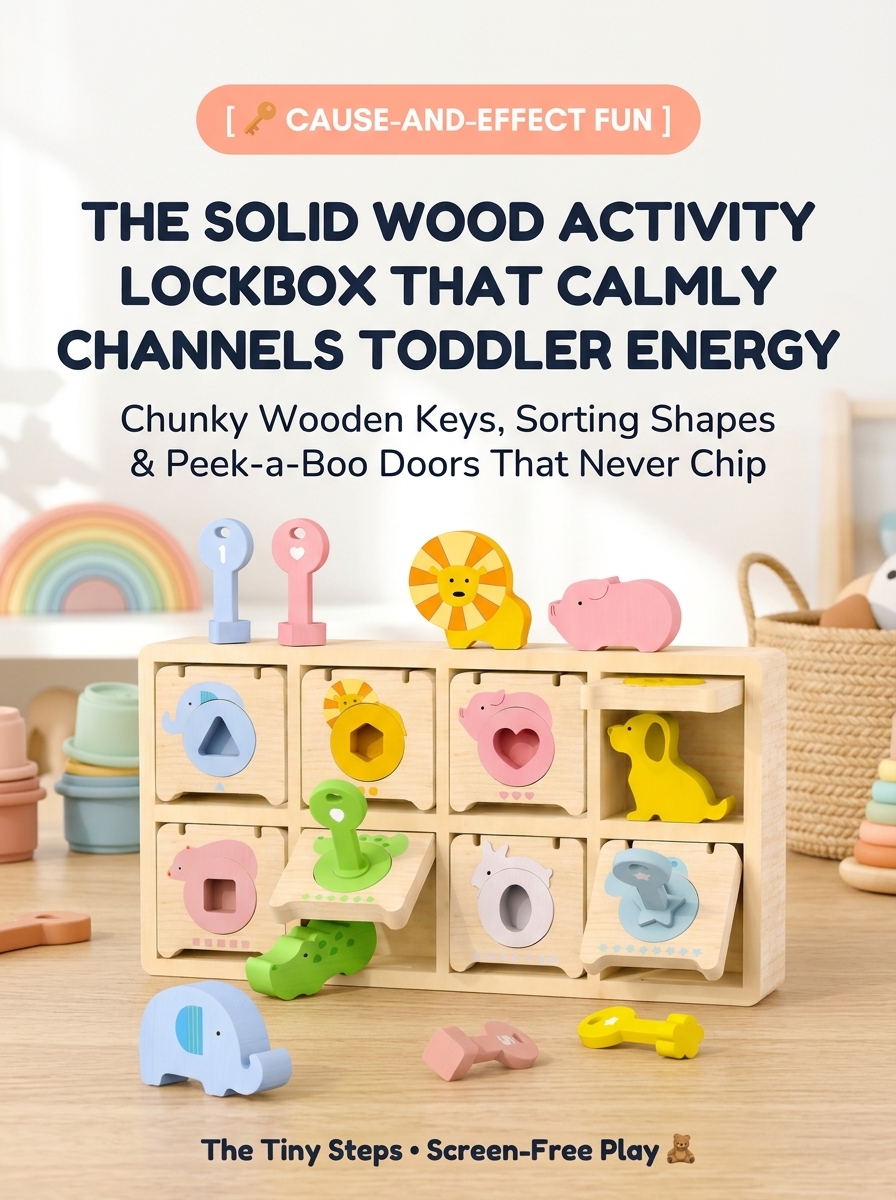 [ 🗝️ CAUSE-AND-EFFECT FUN ]
THE SOLID WOOD ACTIVITY
LOCKBOX THAT CALMLY
CHANNELS TODDLER ENERGY
Chunky Wooden Keys, Sorting Shapes
& Peek-a-Boo Doors That Never Chip
1
5
The Tiny Steps • Screen-Free Play 🧸